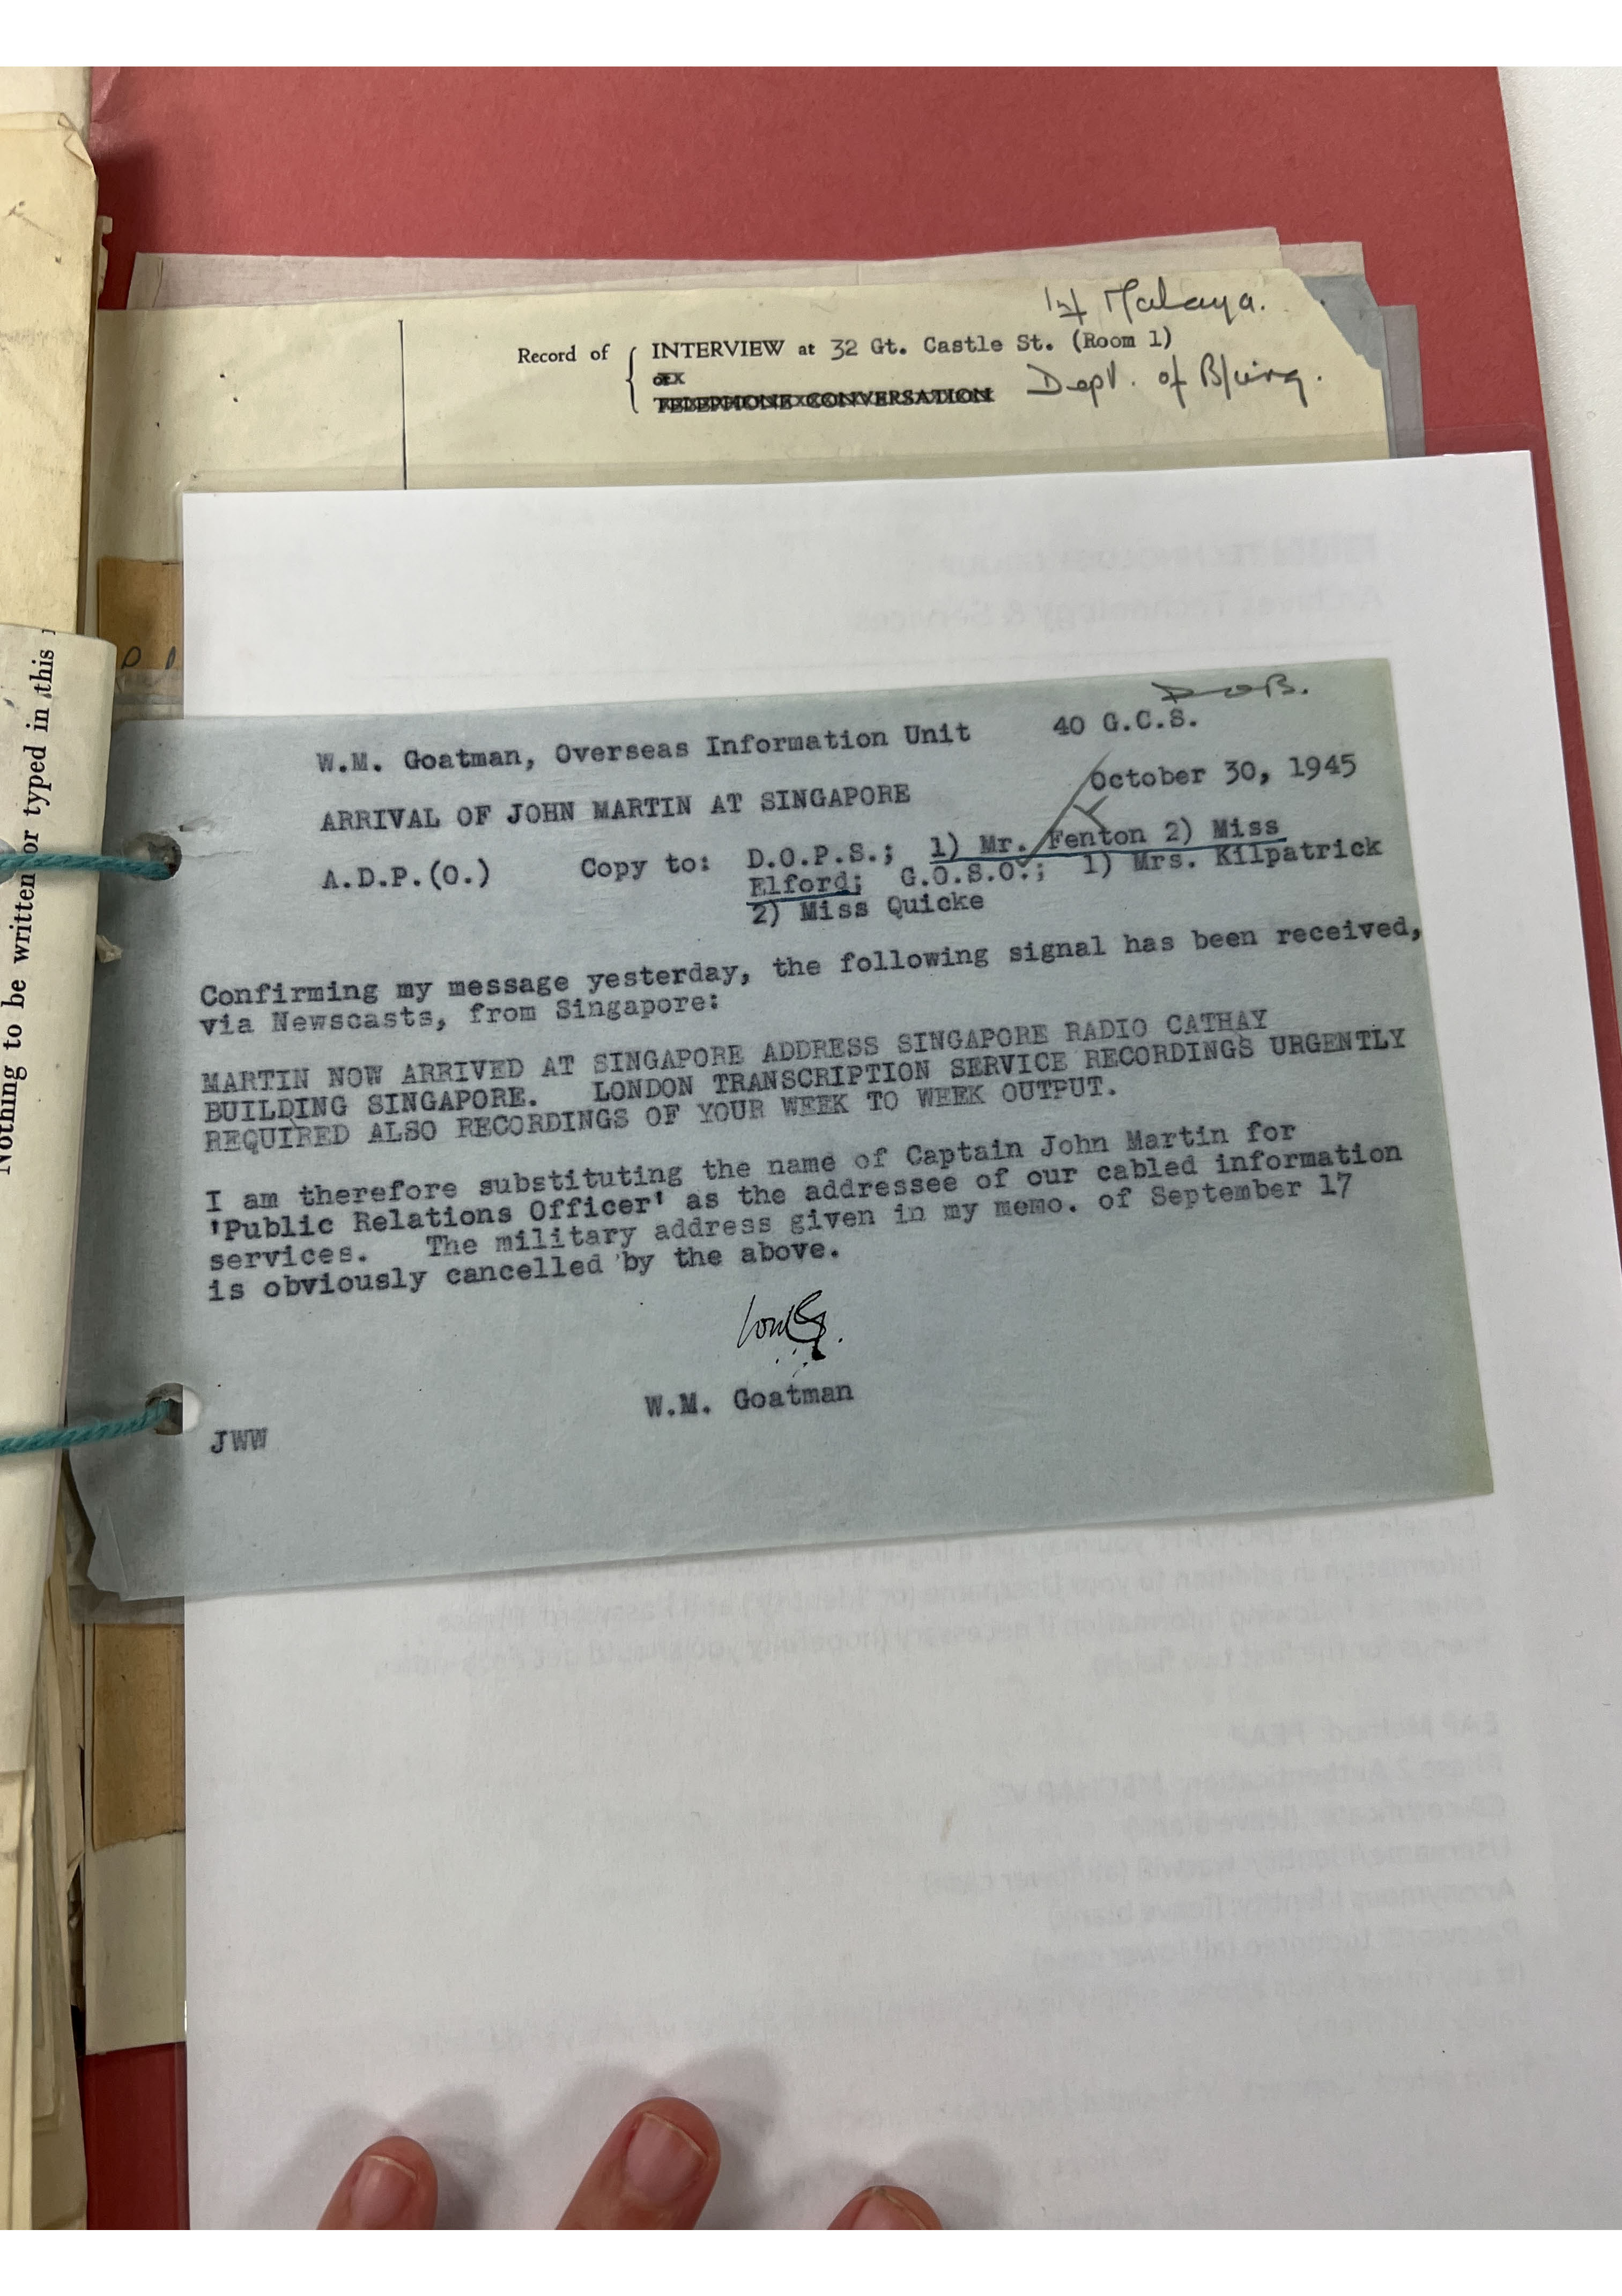 1st Malaya.
Record of INTERVIEW at 32 Gt. Castle St. (Room 1)
or
TELEPHONE CONVERSATION
Dept. of B/ing.
Nothing to be written or typed in this
D O B.
W.M. Goatman, Overseas Information Unit 40 G.C.S.
October 30, 1945
ARRIVAL OF JOHN MARTIN AT SINGAPORE
A.D.P.(O.) Copy to: D.O.P.S.; 1) Mr. Fenton 2) Miss
Elford; G.O.S.O.; 1) Mrs. Kilpatrick
2) Miss Quicke
Confirming my message yesterday, the following signal has been received,
via Newscasts, from Singapore:
MARTIN NOW ARRIVED AT SINGAPORE ADDRESS SINGAPORE RADIO CATHAY
BUILDING SINGAPORE. LONDON TRANSCRIPTION SERVICE RECORDINGS URGENTLY
REQUIRED ALSO RECORDINGS OF YOUR WEEK TO WEEK OUTPUT.
I am therefore substituting the name of Captain John Martin for
'Public Relations Officer' as the addressee of our cabled information
services. The military address given in my memo. of September 17
is obviously cancelled by the above.
W.M. Goatman
JWW